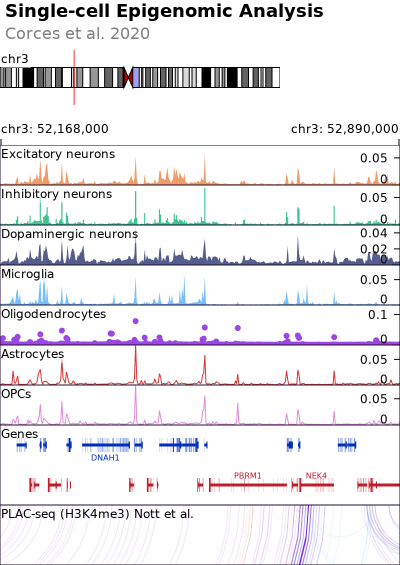 Single-cell Epigenomic Analysis
Corces et al. 2020
chr3
chr3: 52,168,000
chr3: 52,890,000
Excitatory neurons
0.05
0
Inhibitory neurons
0.05
0
Dopaminergic neurons
0.04
0.02
0
Microglia
0.05
0
Oligodendrocytes
0.1
0
Astrocytes
0.05
0
OPCs
0.05
0
Genes
DNAH1
PBRM1
NEK4
PLAC-seq (H3K4me3) Nott et al.